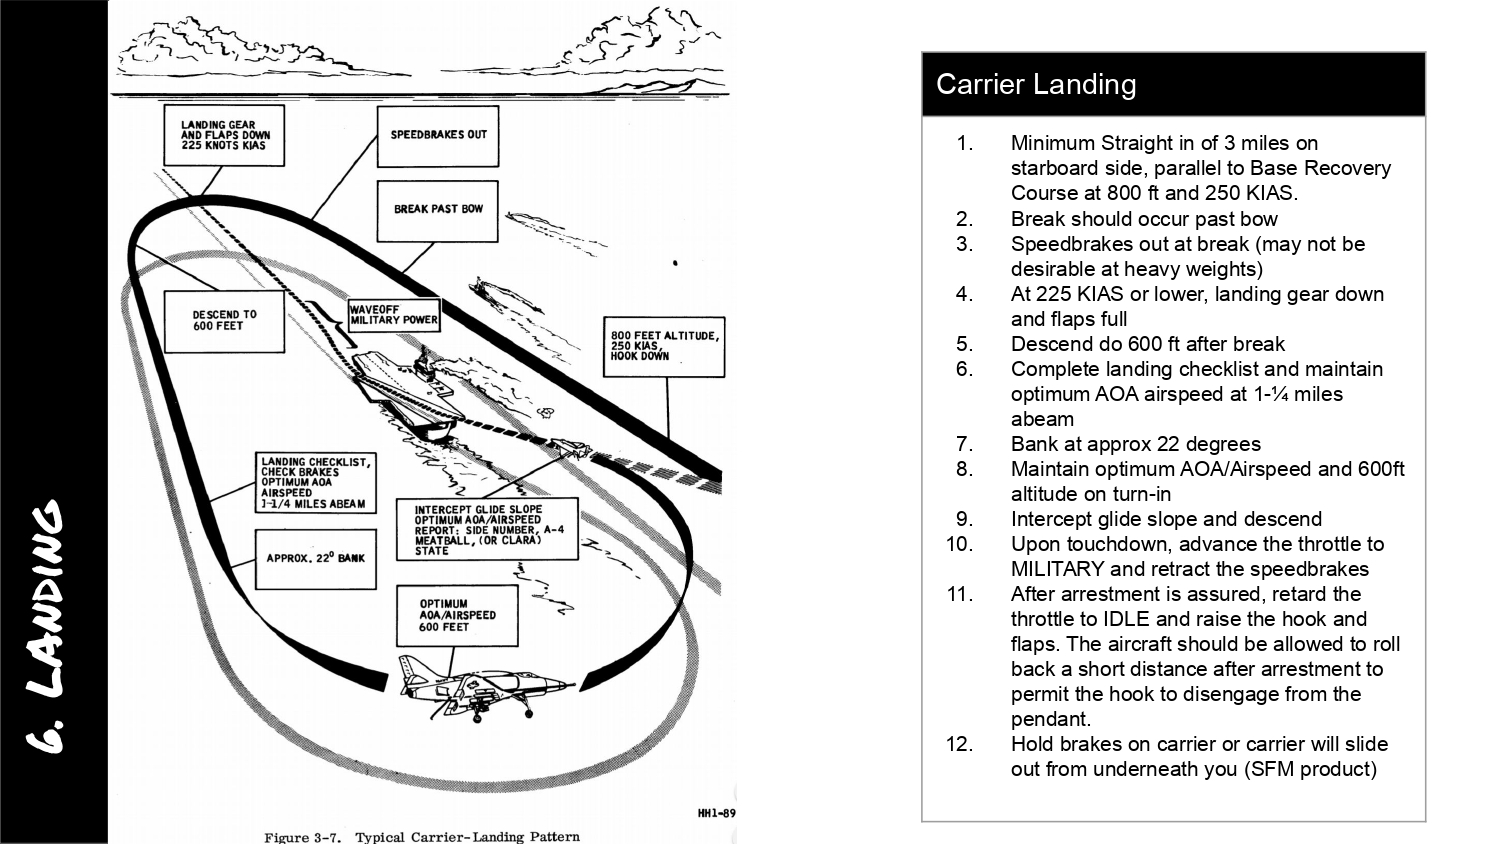 6. LANDING
LANDING GEAR
AND FLAPS DOWN
225 KNOTS KIAS
SPEEDBRAKES OUT
BREAK PAST BOW
DESCEND TO
600 FEET
WAVEOFF
MILITARY POWER
800 FEET ALTITUDE,
250 KIAS,
HOOK DOWN
LANDING CHECKLIST,
CHECK BRAKES
OPTIMUM AOA
AIRSPEED
1-1/4 MILES ABEAM
INTERCEPT GLIDE SLOPE
OPTIMUM AOA/AIRSPEED
REPORT: SIDE NUMBER, A-4
MEATBALL, (OR CLARA)
STATE
APPROX. 22° BANK
OPTIMUM
AOA/AIRSPEED
600 FEET
HH1-89
Figure 3-7. Typical Carrier-Landing Pattern
Carrier Landing
1. Minimum Straight in of 3 miles on
starboard side, parallel to Base Recovery
Course at 800 ft and 250 KIAS.
2. Break should occur past bow
3. Speedbrakes out at break (may not be
desirable at heavy weights)
4. At 225 KIAS or lower, landing gear down
and flaps full
5. Descend do 600 ft after break
6. Complete landing checklist and maintain
optimum AOA airspeed at 1-¼ miles
abeam
7. Bank at approx 22 degrees
8. Maintain optimum AOA/Airspeed and 600ft
altitude on turn-in
9. Intercept glide slope and descend
10. Upon touchdown, advance the throttle to
MILITARY and retract the speedbrakes
11. After arrestment is assured, retard the
throttle to IDLE and raise the hook and
flaps. The aircraft should be allowed to roll
back a short distance after arrestment to
permit the hook to disengage from the
pendant.
12. Hold brakes on carrier or carrier will slide
out from underneath you (SFM product)